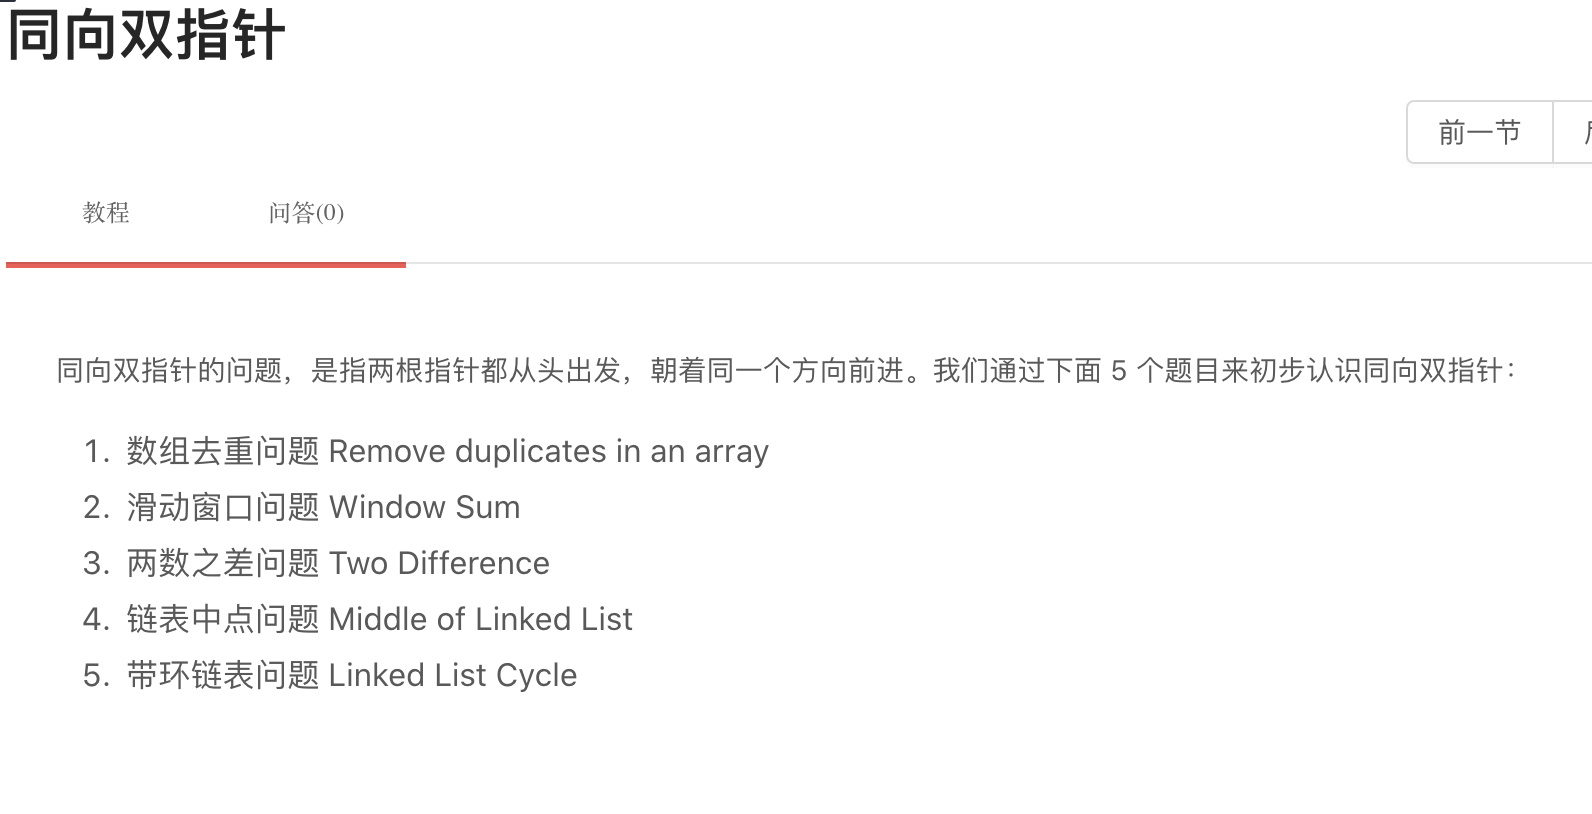 同向双指针
前一节
教程
问答(0)
同向双指针的问题，是指两根指针都从头出发，朝着同一个方向前进。我们通过下面 5 个题目来初步认识同向双指针：
1. 数组去重问题 Remove duplicates in an array
2. 滑动窗口问题 Window Sum
3. 两数之差问题 Two Difference
4. 链表中点问题 Middle of Linked List
5. 带环链表问题 Linked List Cycle